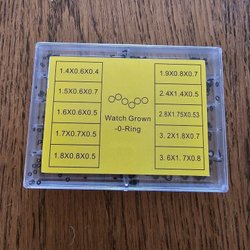 1.4X0.6X0.4
1.5X0.6X0.7
1.6X0.6X0.5
1.7X0.7X0.5
1.8X0.8X0.5
Watch Grown
-0-Ring
1.9X0.8X0.7
2.4X1.4X0.5
2.8X1.75X0.53
3. 2X1.8X0.7
3. 6X1.7X0.8